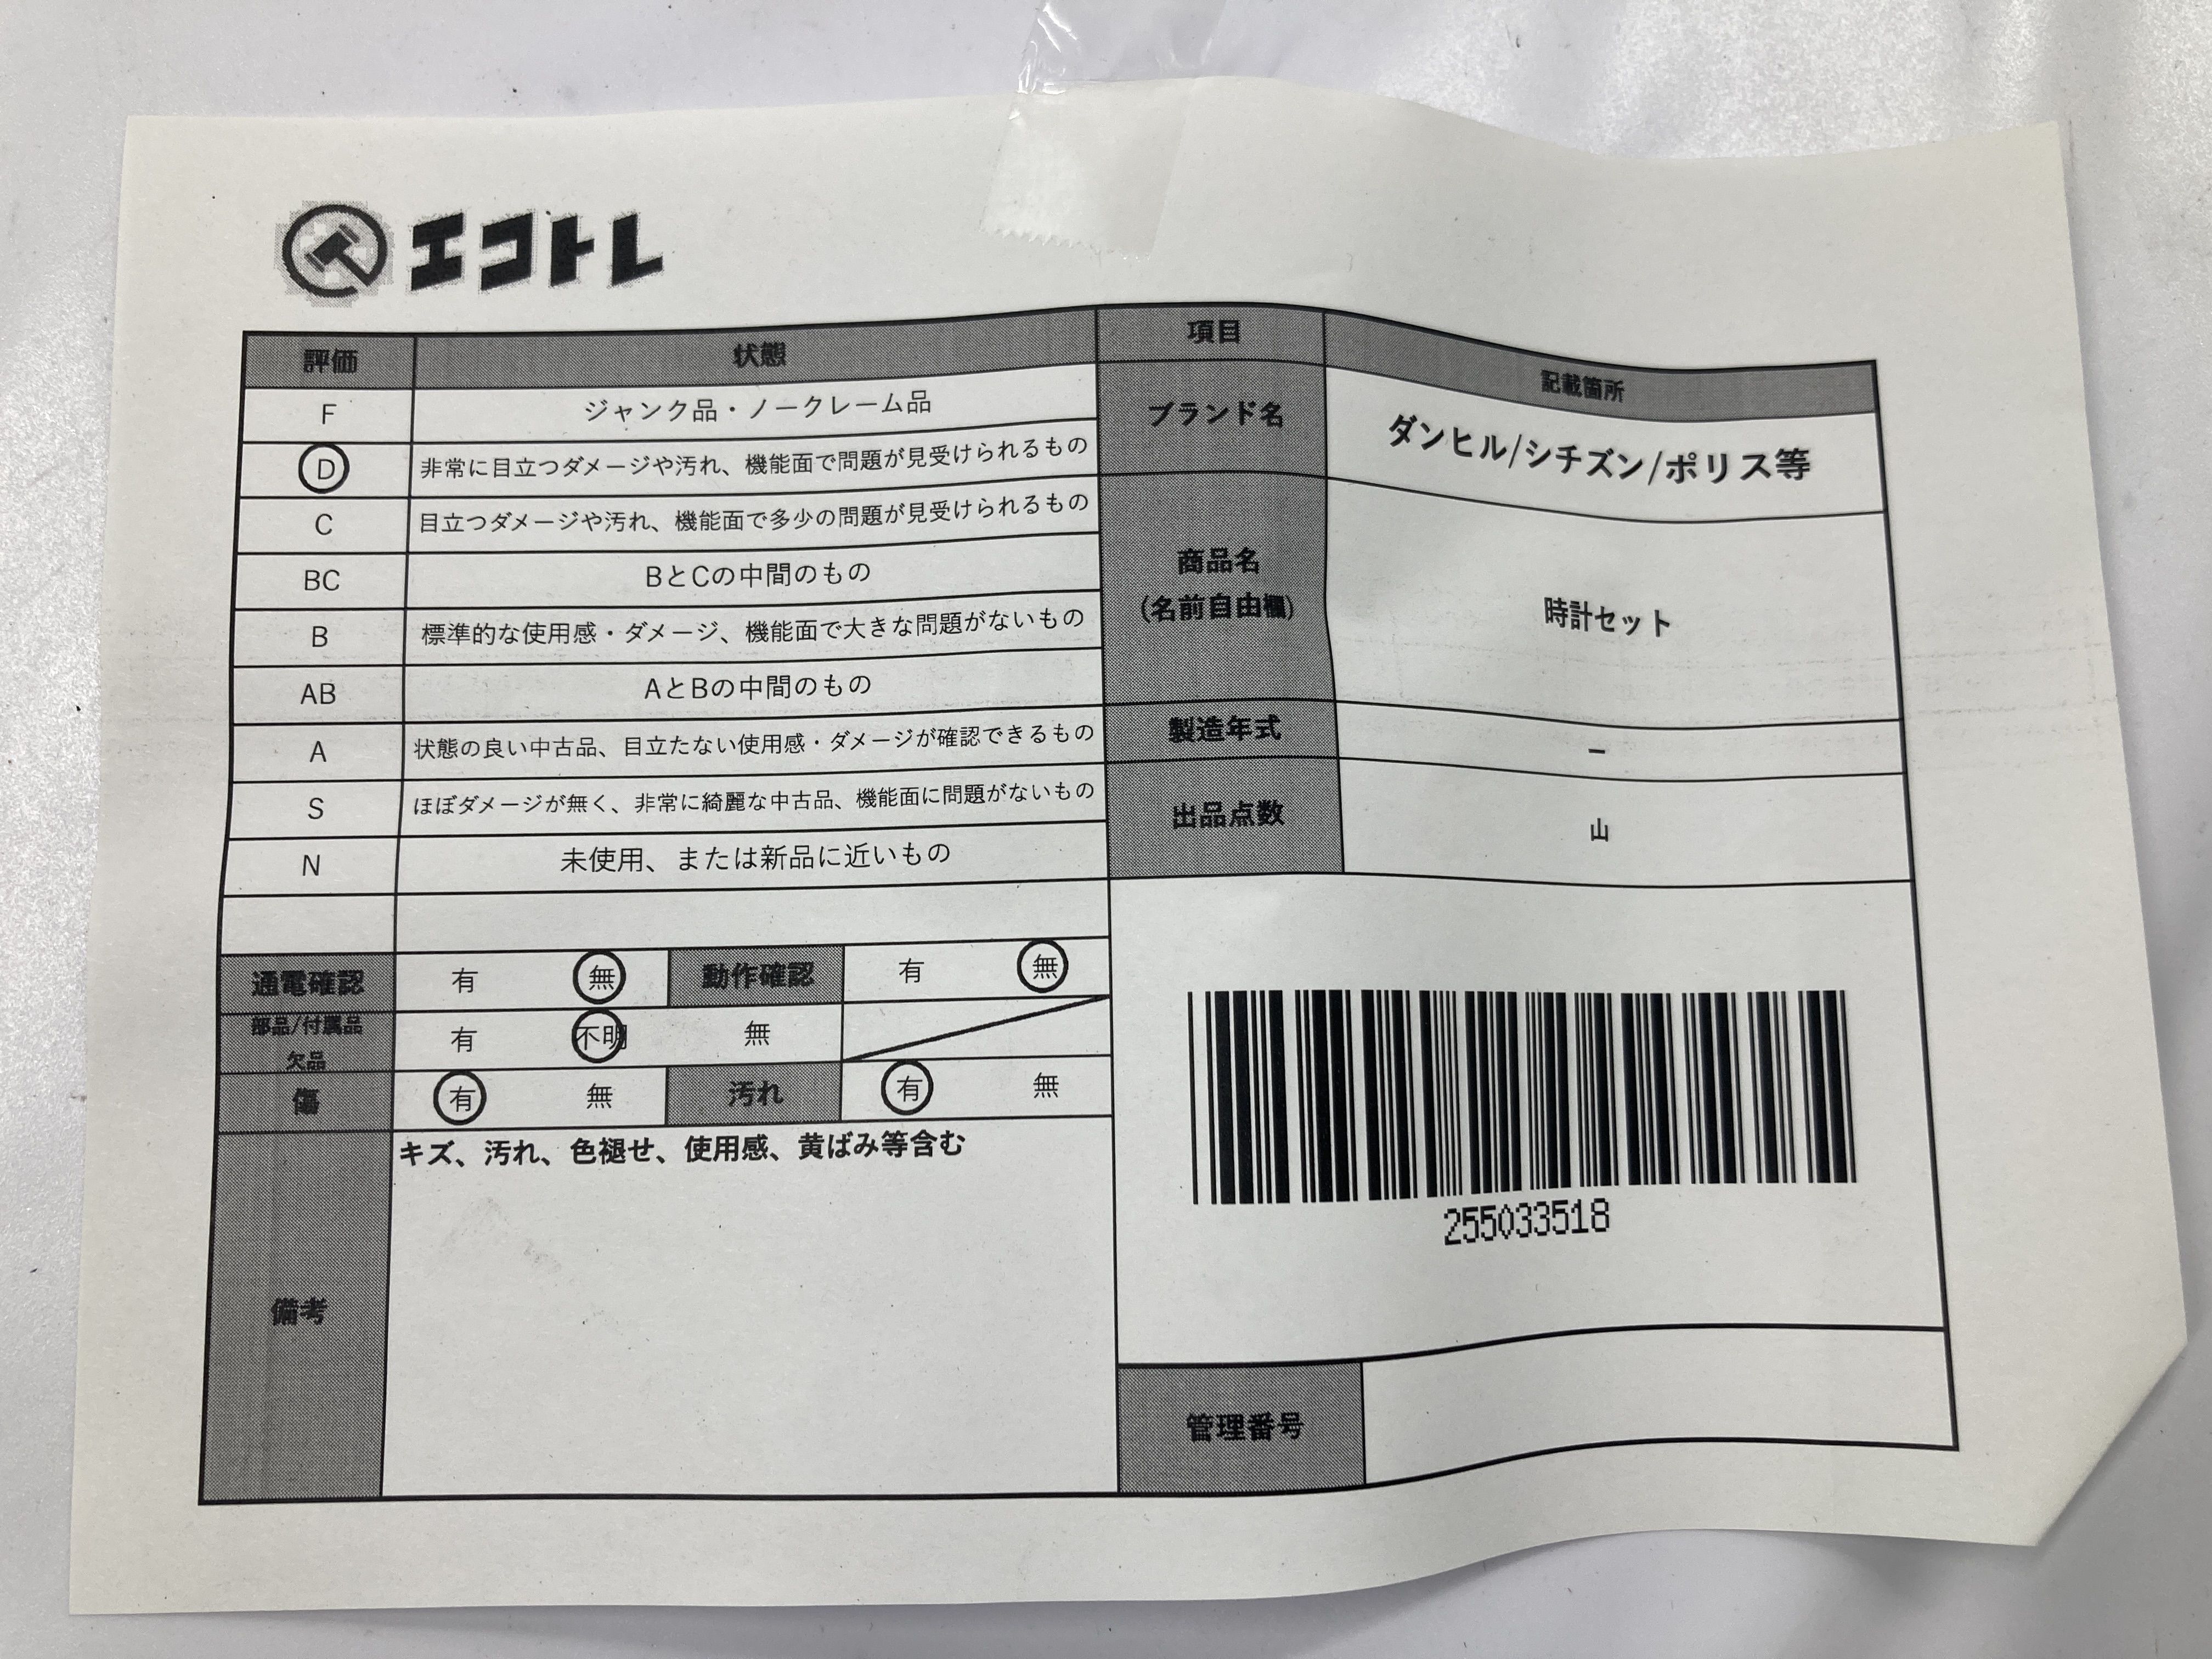 エコトレ
評価 状態
F ジャンク品・ノークレーム品
D 非常に目立つダメージや汚れ、機能面で問題が見受けられるもの
C 目立つダメージや汚れ、機能面で多少の問題が見受けられるもの
BC BとCの中間のもの
B 標準的な使用感・ダメージ、機能面で大きな問題がないもの
AB AとBの中間のもの
A 状態の良い中古品、目立たない使用感・ダメージが確認できるもの
S ほぼダメージが無く、非常に綺麗な中古品、機能面に問題がないもの
N 未使用、または新品に近いもの
通電確認 有 無 動作確認 有 無
部品/付属品
欠品 有 不明 無
傷 有 無 汚れ 有 無
備考 キズ、汚れ、色褪せ、使用感、黄ばみ等含む
項目 記載箇所
ブランド名 ダンヒル/シチズン/ポリス等
商品名
(名前自由欄) 時計セット
製造年式 ー
出品点数 山
255033518
管理番号